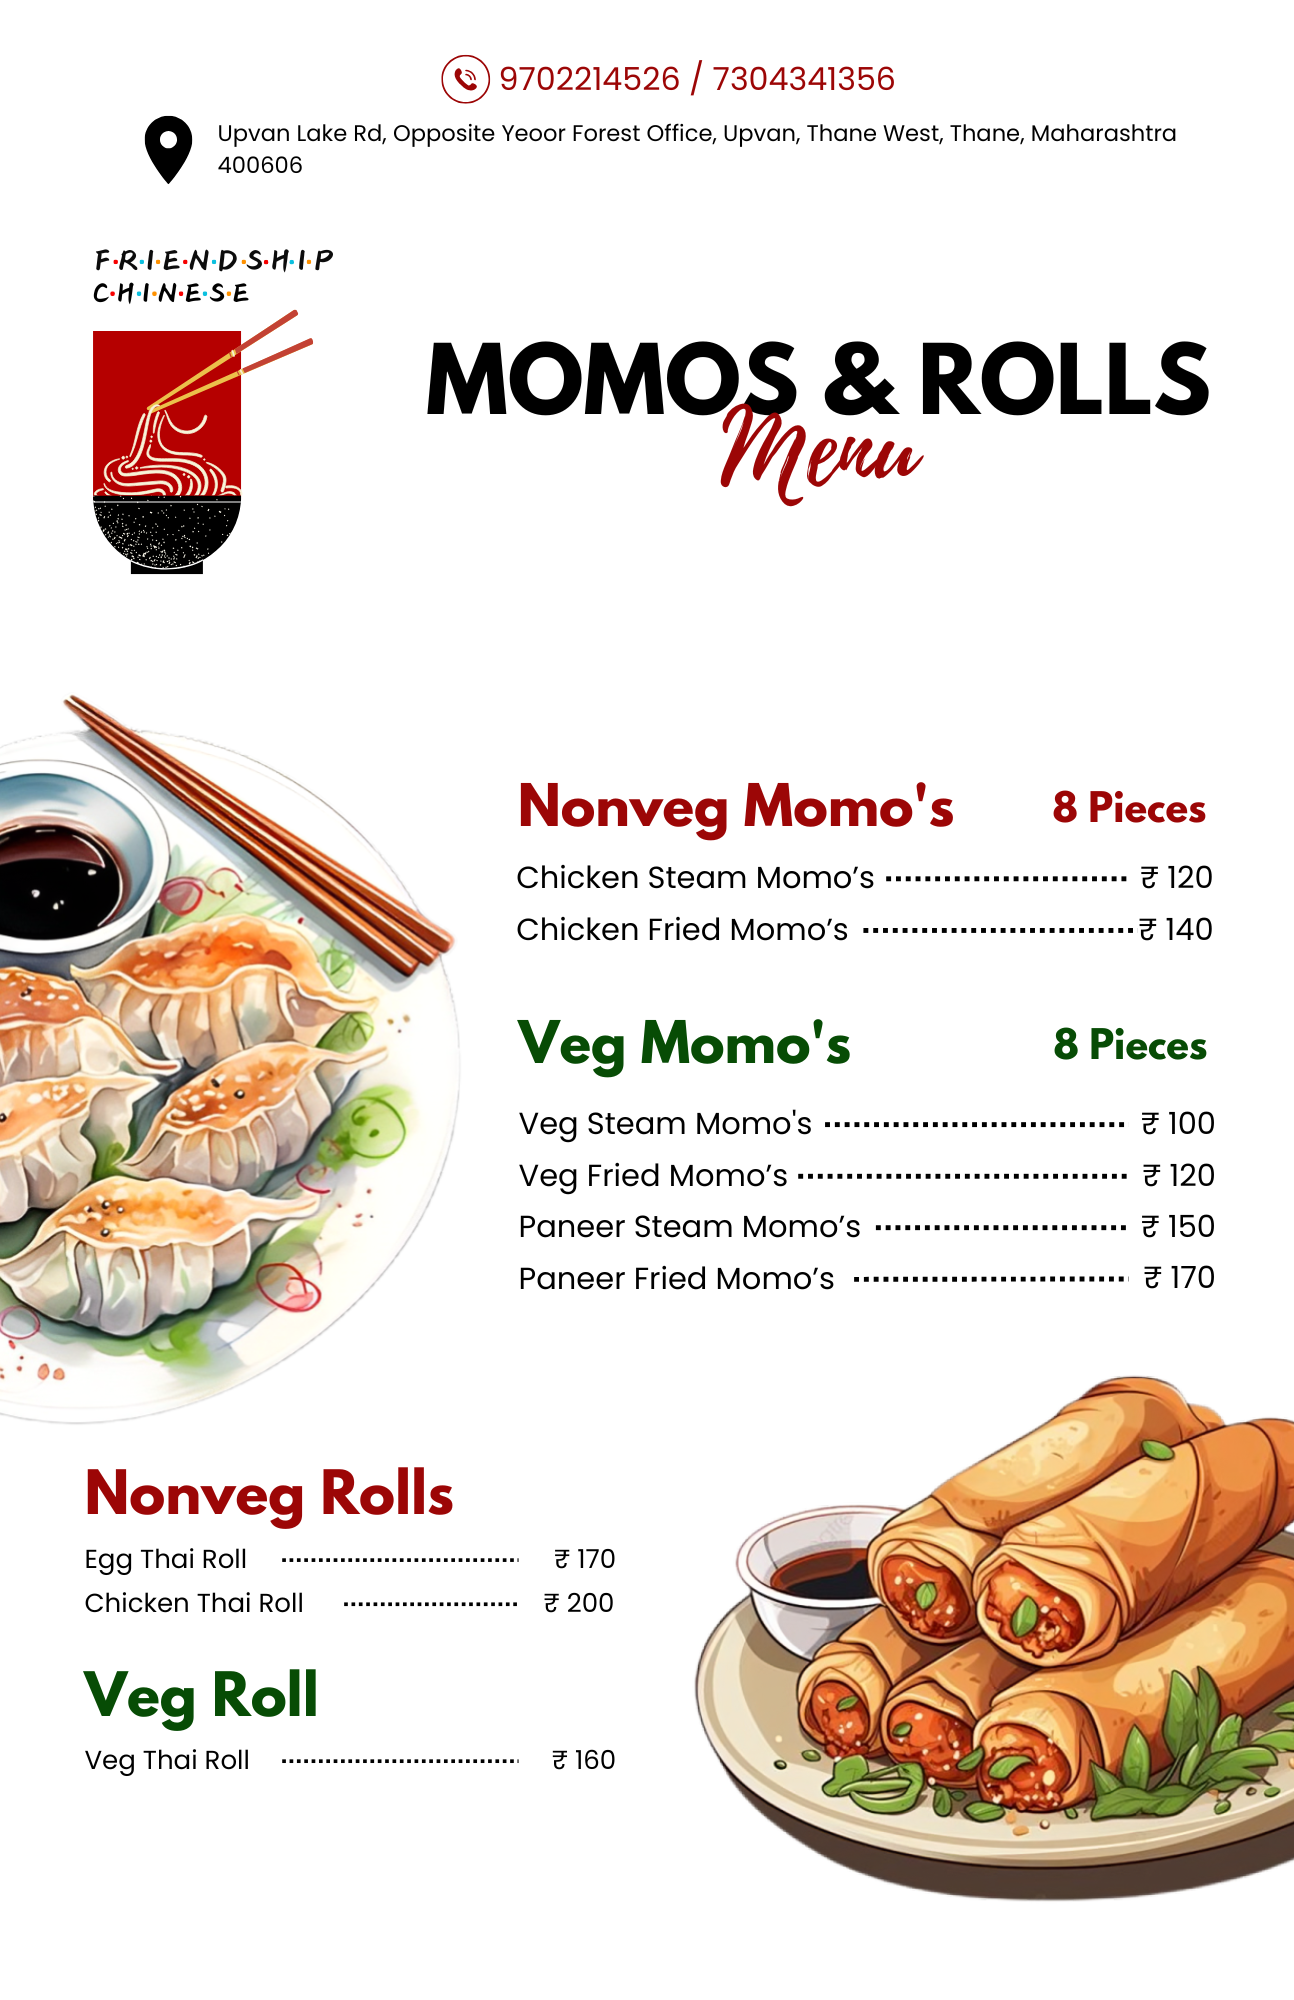 9702214526 / 7304341356
Upvan Lake Rd, Opposite Yeoor Forest Office, Upvan, Thane West, Thane, Maharashtra
400606
F·R·I·E·N·D·S·H·I·P
C·H·I·N·E·S·E
MOMOS & ROLLS
Menu
Nonveg Momo's 8 Pieces
Chicken Steam Momo’s ₹ 120
Chicken Fried Momo’s ₹ 140
Veg Momo's 8 Pieces
Veg Steam Momo's ₹ 100
Veg Fried Momo’s ₹ 120
Paneer Steam Momo’s ₹ 150
Paneer Fried Momo’s ₹ 170
Nonveg Rolls
Egg Thai Roll ₹ 170
Chicken Thai Roll ₹ 200
Veg Roll
Veg Thai Roll ₹ 160